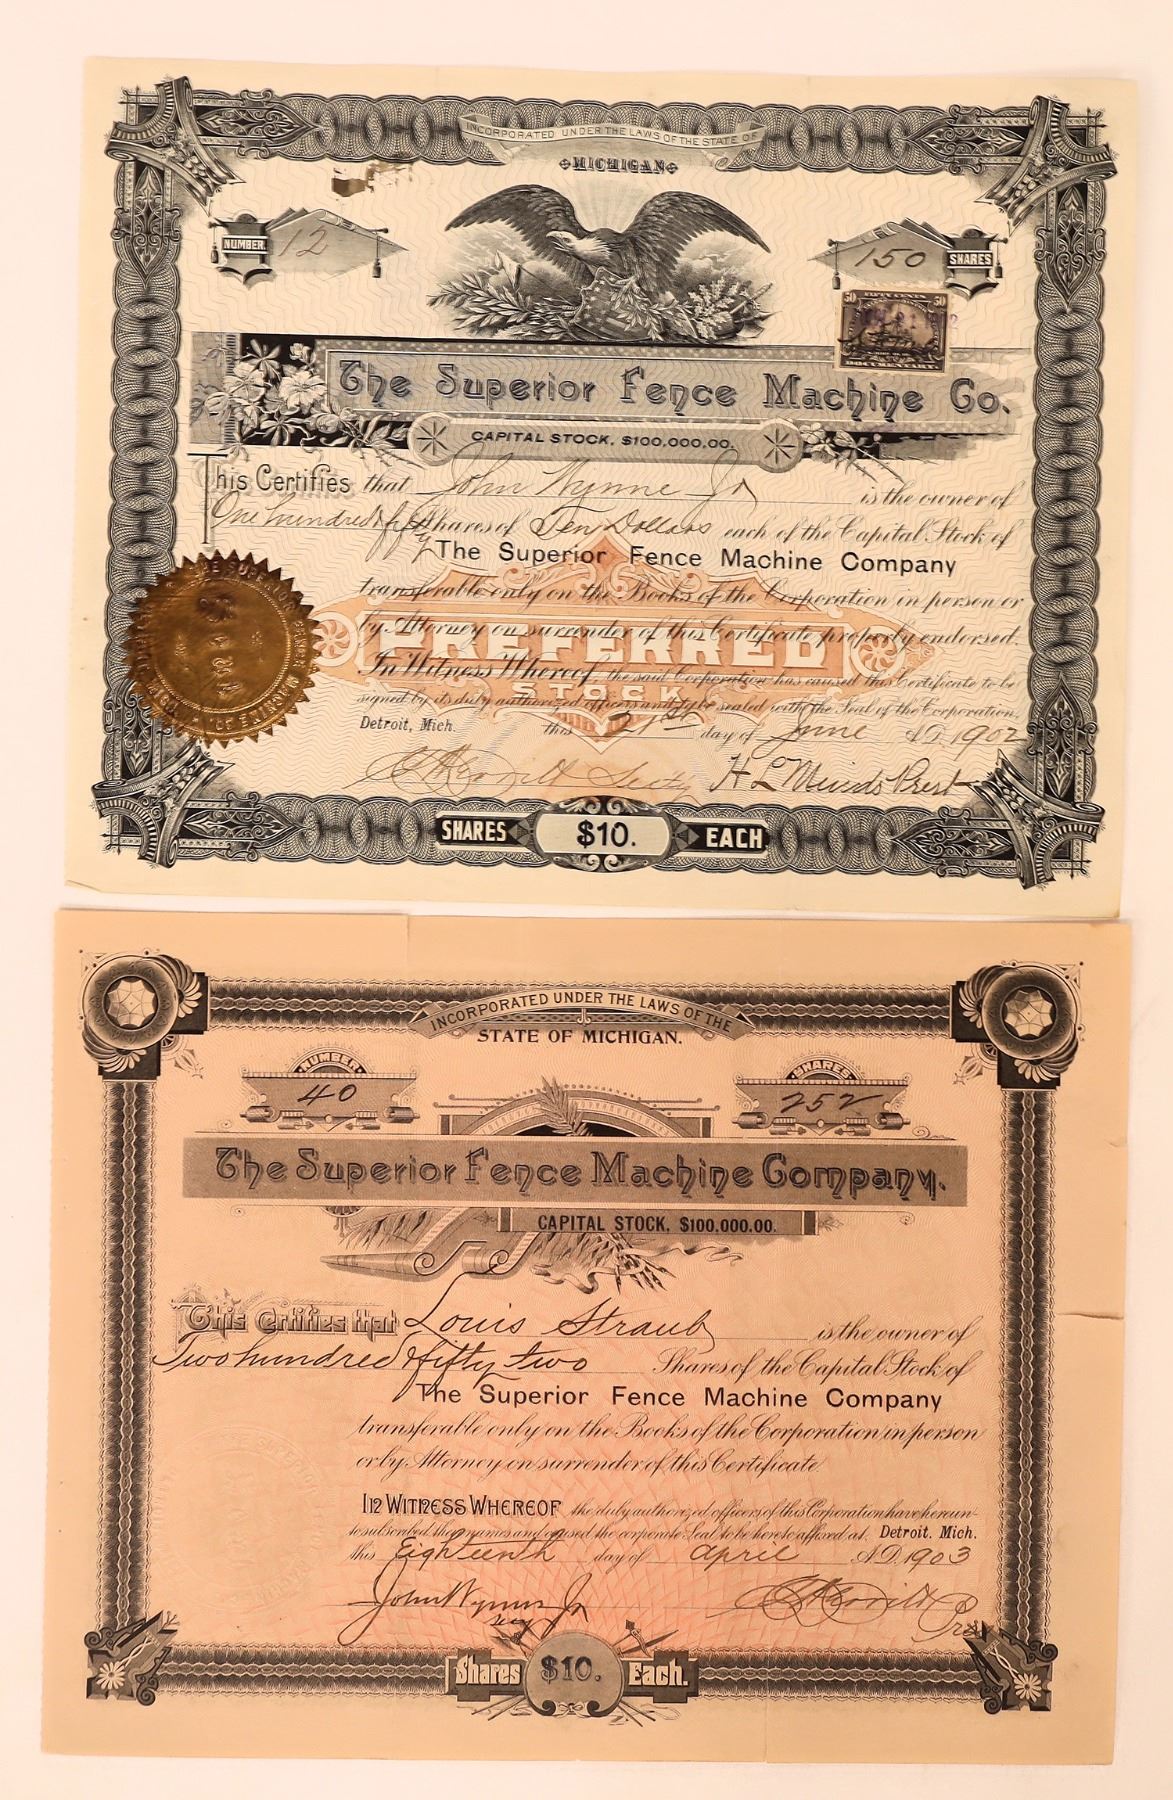 INCORPORATED UNDER THE LAWS OF THE STATE OF
MICHIGAN
NUMBER 12
150 SHARES
FIFTY CENTS
50 50
DOCUMENTARY
The Superior Fence Machine Co.
CAPITAL STOCK, $100,000.00.
This Certifies that John Wynne Jr is the owner of
One hundred & fifty Shares of Ten Dollars each of the Capital Stock of
The Superior Fence Machine Company
transferable only on the Books of the Corporation in person or
by Attorney on surrender of this Certificate properly endorsed.
PREFERRED
In Witness Whereof, the said Corporation has caused this Certificate to be
STOCK
signed by its duly authorized officers and to be sealed with the Seal of the Corporation,
Detroit, Mich. this 21st day of June A.D. 1902
Secty Prest
SHARES $10. EACH
INCORPORATED UNDER THE LAWS OF THE
STATE OF MICHIGAN.
NUMBER SHARES
40 252
The Superior Fence Machine Company.
CAPITAL STOCK, $100,000.00.
This Certifies that Louis Straub is the owner of
Two hundred & fifty two Shares of the Capital Stock of
The Superior Fence Machine Company
transferable only on the Books of the Corporation in person
or by Attorney on surrender of this Certificate.
In Witness Whereof the duly authorized officers of this Corporation have hereun-
to subscribed their names and caused the corporate Seal to be hereto affixed at Detroit, Mich.
this Eighteenth day of April A.D. 1903
John Wynne Jr
Secy Pres
Shares $10. Each.